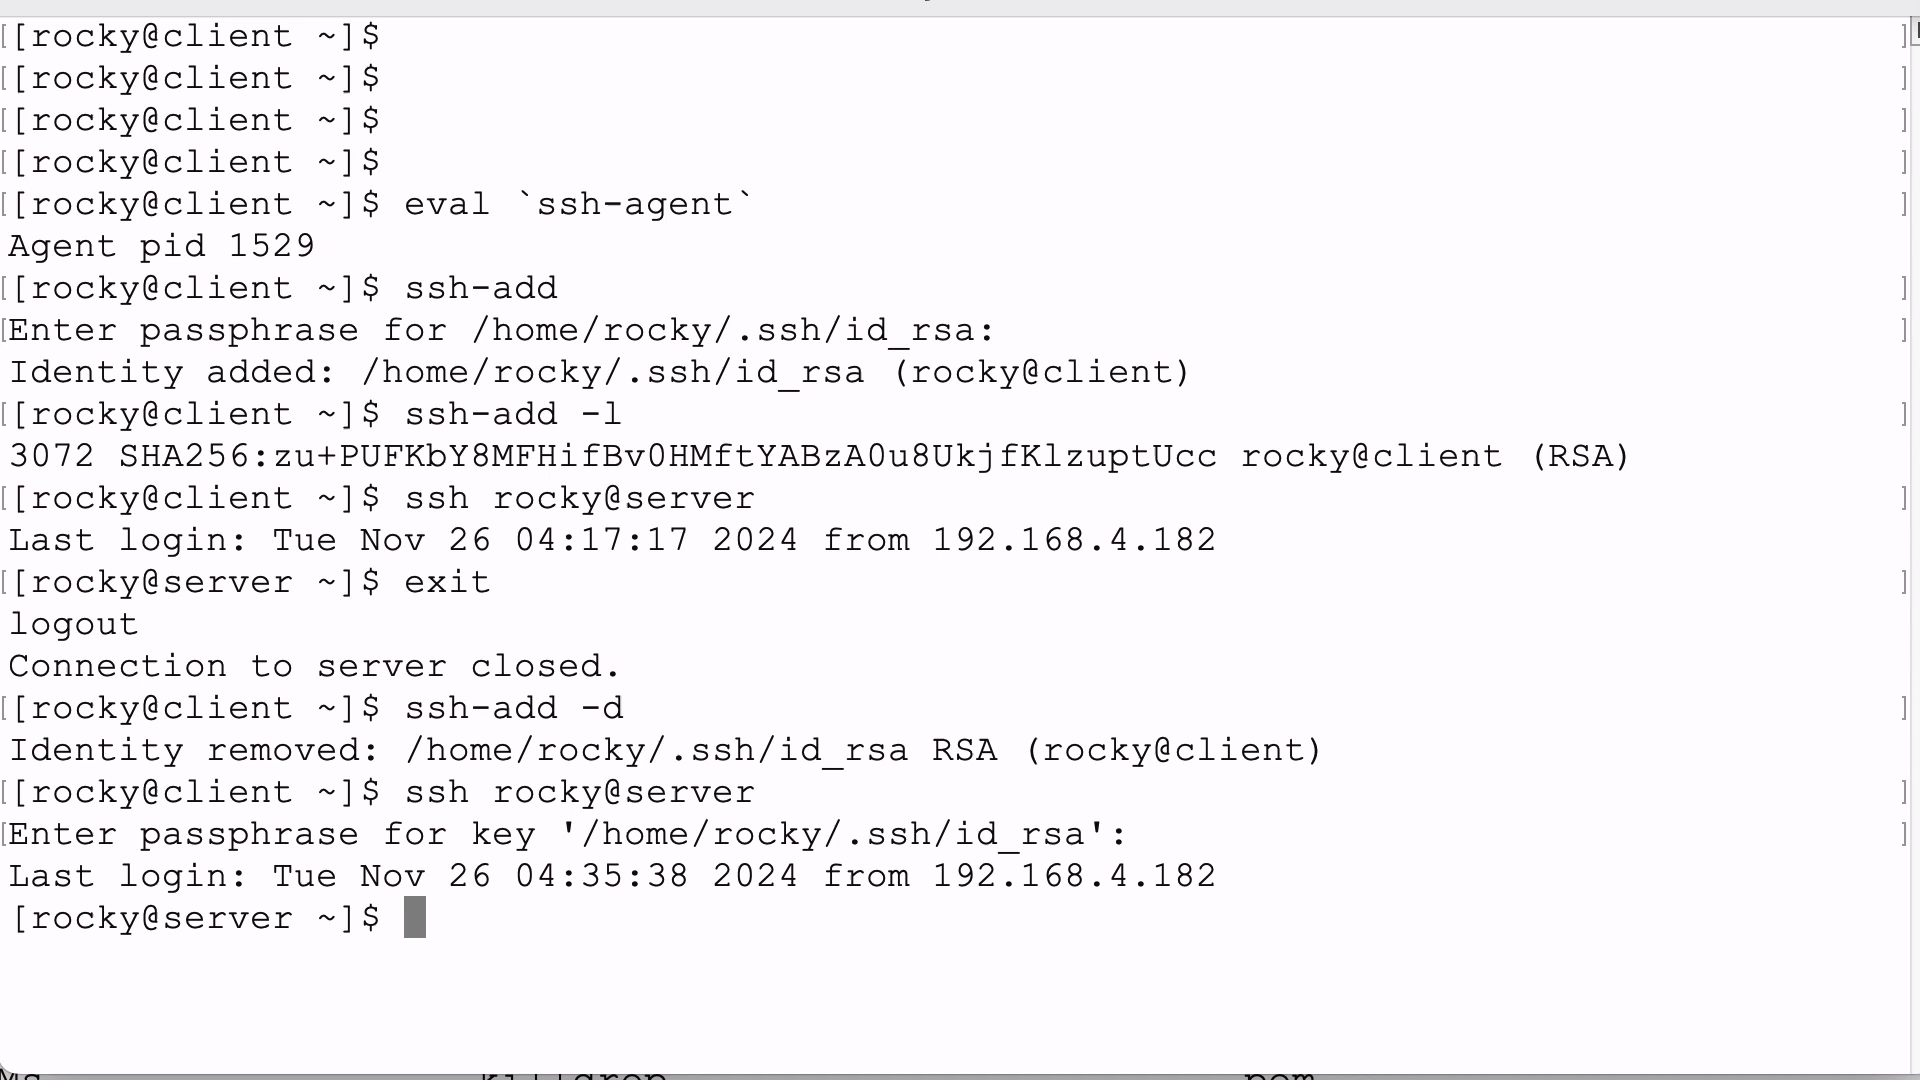 [[rocky@client ~]$ ]
[[rocky@client ~]$ ]
[[rocky@client ~]$ ]
[[rocky@client ~]$ ]
[[rocky@client ~]$ eval `ssh-agent` ]
Agent pid 1529
[[rocky@client ~]$ ssh-add ]
[Enter passphrase for /home/rocky/.ssh/id_rsa: ]
Identity added: /home/rocky/.ssh/id_rsa (rocky@client)
[[rocky@client ~]$ ssh-add -l ]
3072 SHA256:zu+PUFKbY8MFHifBv0HMftYABzA0u8UkjfKlzuptUcc rocky@client (RSA)
[[rocky@client ~]$ ssh rocky@server ]
Last login: Tue Nov 26 04:17:17 2024 from 192.168.4.182
[[rocky@server ~]$ exit ]
logout
Connection to server closed.
[[rocky@client ~]$ ssh-add -d ]
Identity removed: /home/rocky/.ssh/id_rsa RSA (rocky@client)
[[rocky@client ~]$ ssh rocky@server ]
[Enter passphrase for key '/home/rocky/.ssh/id_rsa': ]
Last login: Tue Nov 26 04:35:38 2024 from 192.168.4.182
[rocky@server ~]$